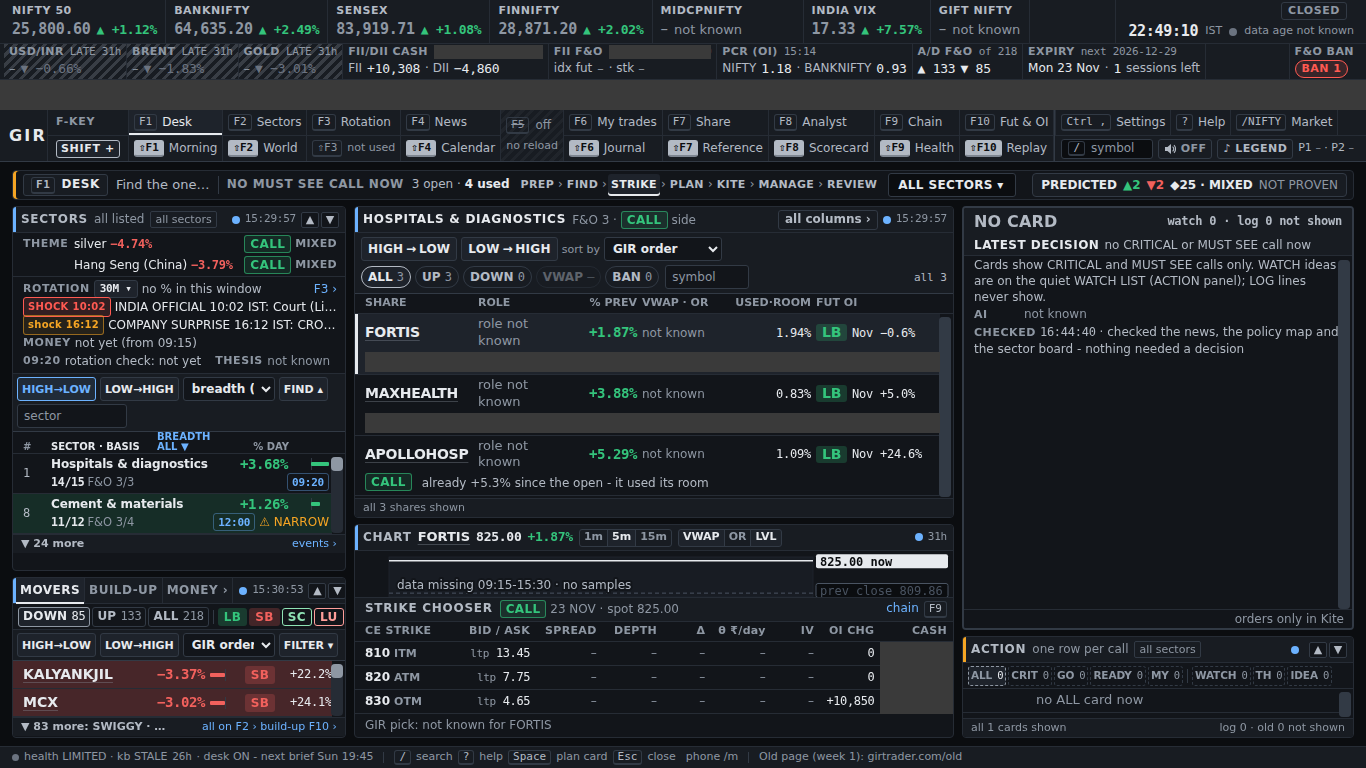 NIFTY 50 BANKNIFTY SENSEX FINNIFTY MIDCPNIFTY INDIA VIX GIFT NIFTY CLOSED
25,800.60 ▲ +1.12% 64,635.20 ▲ +2.49% 83,919.71 ▲ +1.08% 28,871.20 ▲ +2.02% – not known 17.33 ▲ +7.57% – not known 22:49:10 IST data age not known
USD/INR LATE 31h BRENT LATE 31h GOLD LATE 31h FII/DII CASH FII F&O PCR (OI) 15:14 A/D F&O of 218 EXPIRY next 2026-12-29 F&O BAN
– ▼ −0.66% – ▼ −1.83% – ▼ −3.01% FII +10,308 · DII −4,860 idx fut – · stk – NIFTY 1.18 · BANKNIFTY 0.93 ▲ 133 ▼ 85 Mon 23 Nov · 1 sessions left BAN 1
GIR F-KEY F1 Desk F2 Sectors F3 Rotation F4 News F5 off F6 My trades F7 Share F8 Analyst F9 Chain F10 Fut & OI Ctrl , Settings ? Help /NIFTY Market
SHIFT + ⇧F1 Morning ⇧F2 World ⇧F3 not used ⇧F4 Calendar no reload ⇧F6 Journal ⇧F7 Reference ⇧F8 Scorecard ⇧F9 Health ⇧F10 Replay / symbol OFF ♪ LEGEND P1 – · P2 –
F1 DESK Find the one… NO MUST SEE CALL NOW 3 open · 4 used PREP › FIND › STRIKE › PLAN › KITE › MANAGE › REVIEW ALL SECTORS ▾ PREDICTED ▲2 ▼2 ◆25 · MIXED NOT PROVEN
SECTORS all listed all sectors 15:29:57 ▲ ▼
THEME silver −4.74% CALL MIXED
Hang Seng (China) −3.79% CALL MIXED
ROTATION 30M ▾ no % in this window F3 ›
SHOCK 10:02 INDIA OFFICIAL 10:02 IST: Court (Li…
shock 16:12 COMPANY SURPRISE 16:12 IST: CRO…
MONEY not yet (from 09:15)
09:20 rotation check: not yet THESIS not known
HIGH→LOW LOW→HIGH breadth ( FIND ▴
sector
# SECTOR · BASIS BREADTH ALL ▼ % DAY
1 Hospitals & diagnostics +3.68%
14/15 F&O 3/3 09:20
8 Cement & materials +1.26%
11/12 F&O 3/4 12:00 ⚠ NARROW
▼ 24 more events ›
MOVERS BUILD-UP MONEY › 15:30:53 ▲ ▼
DOWN 85 UP 133 ALL 218 LB SB SC LU
HIGH→LOW LOW→HIGH GIR order FILTER ▾
KALYANKJIL −3.37% SB +22.2%
MCX −3.02% SB +24.1%
▼ 83 more: SWIGGY · … all on F2 › build-up F10 ›
HOSPITALS & DIAGNOSTICS F&O 3 · CALL side all columns › 15:29:57
HIGH → LOW LOW → HIGH sort by GIR order
ALL 3 UP 3 DOWN 0 VWAP – BAN 0 symbol all 3
SHARE ROLE % PREV VWAP · OR USED·ROOM FUT OI
FORTIS role not known +1.87% not known 1.94% LB Nov −0.6%
MAXHEALTH role not known +3.88% not known 0.83% LB Nov +5.0%
APOLLOHOSP role not known +5.29% not known 1.09% LB Nov +24.6%
CALL already +5.3% since the open - it used its room
all 3 shares shown
CHART FORTIS 825.00 +1.87% 1m 5m 15m VWAP OR LVL 31h
825.00 now
data missing 09:15-15:30 · no samples
prev close 809.86
STRIKE CHOOSER CALL 23 NOV · spot 825.00 chain F9
CE STRIKE BID / ASK SPREAD DEPTH Δ θ ₹/day IV OI CHG CASH
810 ITM ltp 13.45 – – – – – 0
820 ATM ltp 7.75 – – – – – 0
830 OTM ltp 4.65 – – – – – +10,850
GIR pick: not known for FORTIS
NO CARD watch 0 · log 0 not shown
LATEST DECISION no CRITICAL or MUST SEE call now
Cards show CRITICAL and MUST SEE calls only. WATCH ideas
are on the quiet WATCH LIST (ACTION panel); LOG lines
never show.
AI not known
CHECKED 16:44:40 · checked the news, the policy map and
the sector board - nothing needed a decision
orders only in Kite
ACTION one row per call all sectors ▲ ▼
ALL 0 CRIT 0 GO 0 READY 0 MY 0 WATCH 0 TH 0 IDEA 0
no ALL card now
all 1 cards shown log 0 · old 0 not shown
health LIMITED · kb STALE 26h · desk ON - next brief Sun 19:45 / search ? help Space plan card Esc close phone /m Old page (week 1): girtrader.com/old